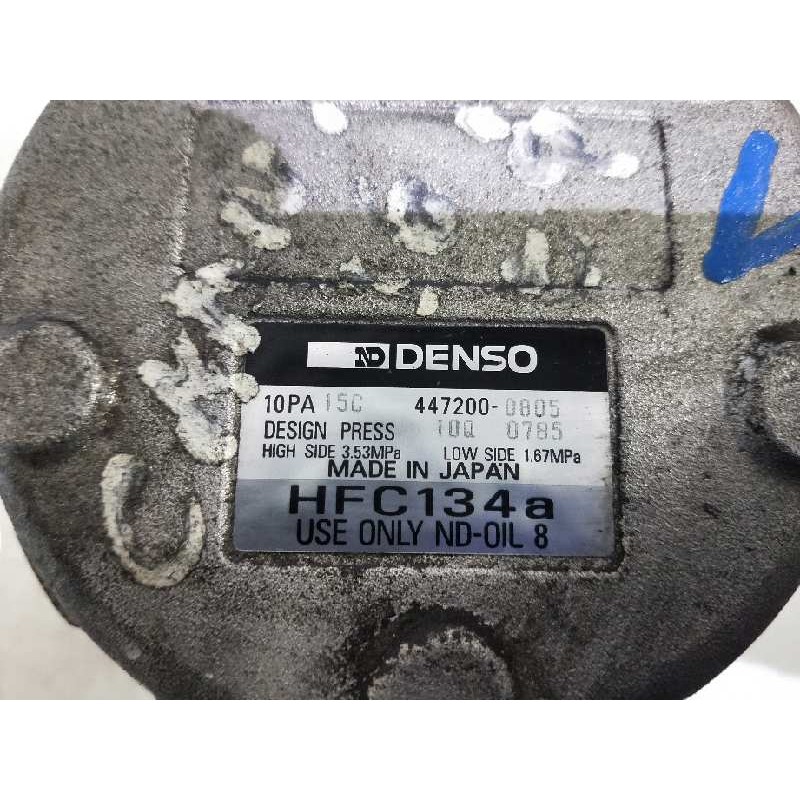 ND DENSO
10PA 15C 447200-0805
DESIGN PRESS 10Q 0785
HIGH SIDE 3.53MPa LOW SIDE 1.67MPa
MADE IN JAPAN
HFC134a
USE ONLY ND-OIL 8